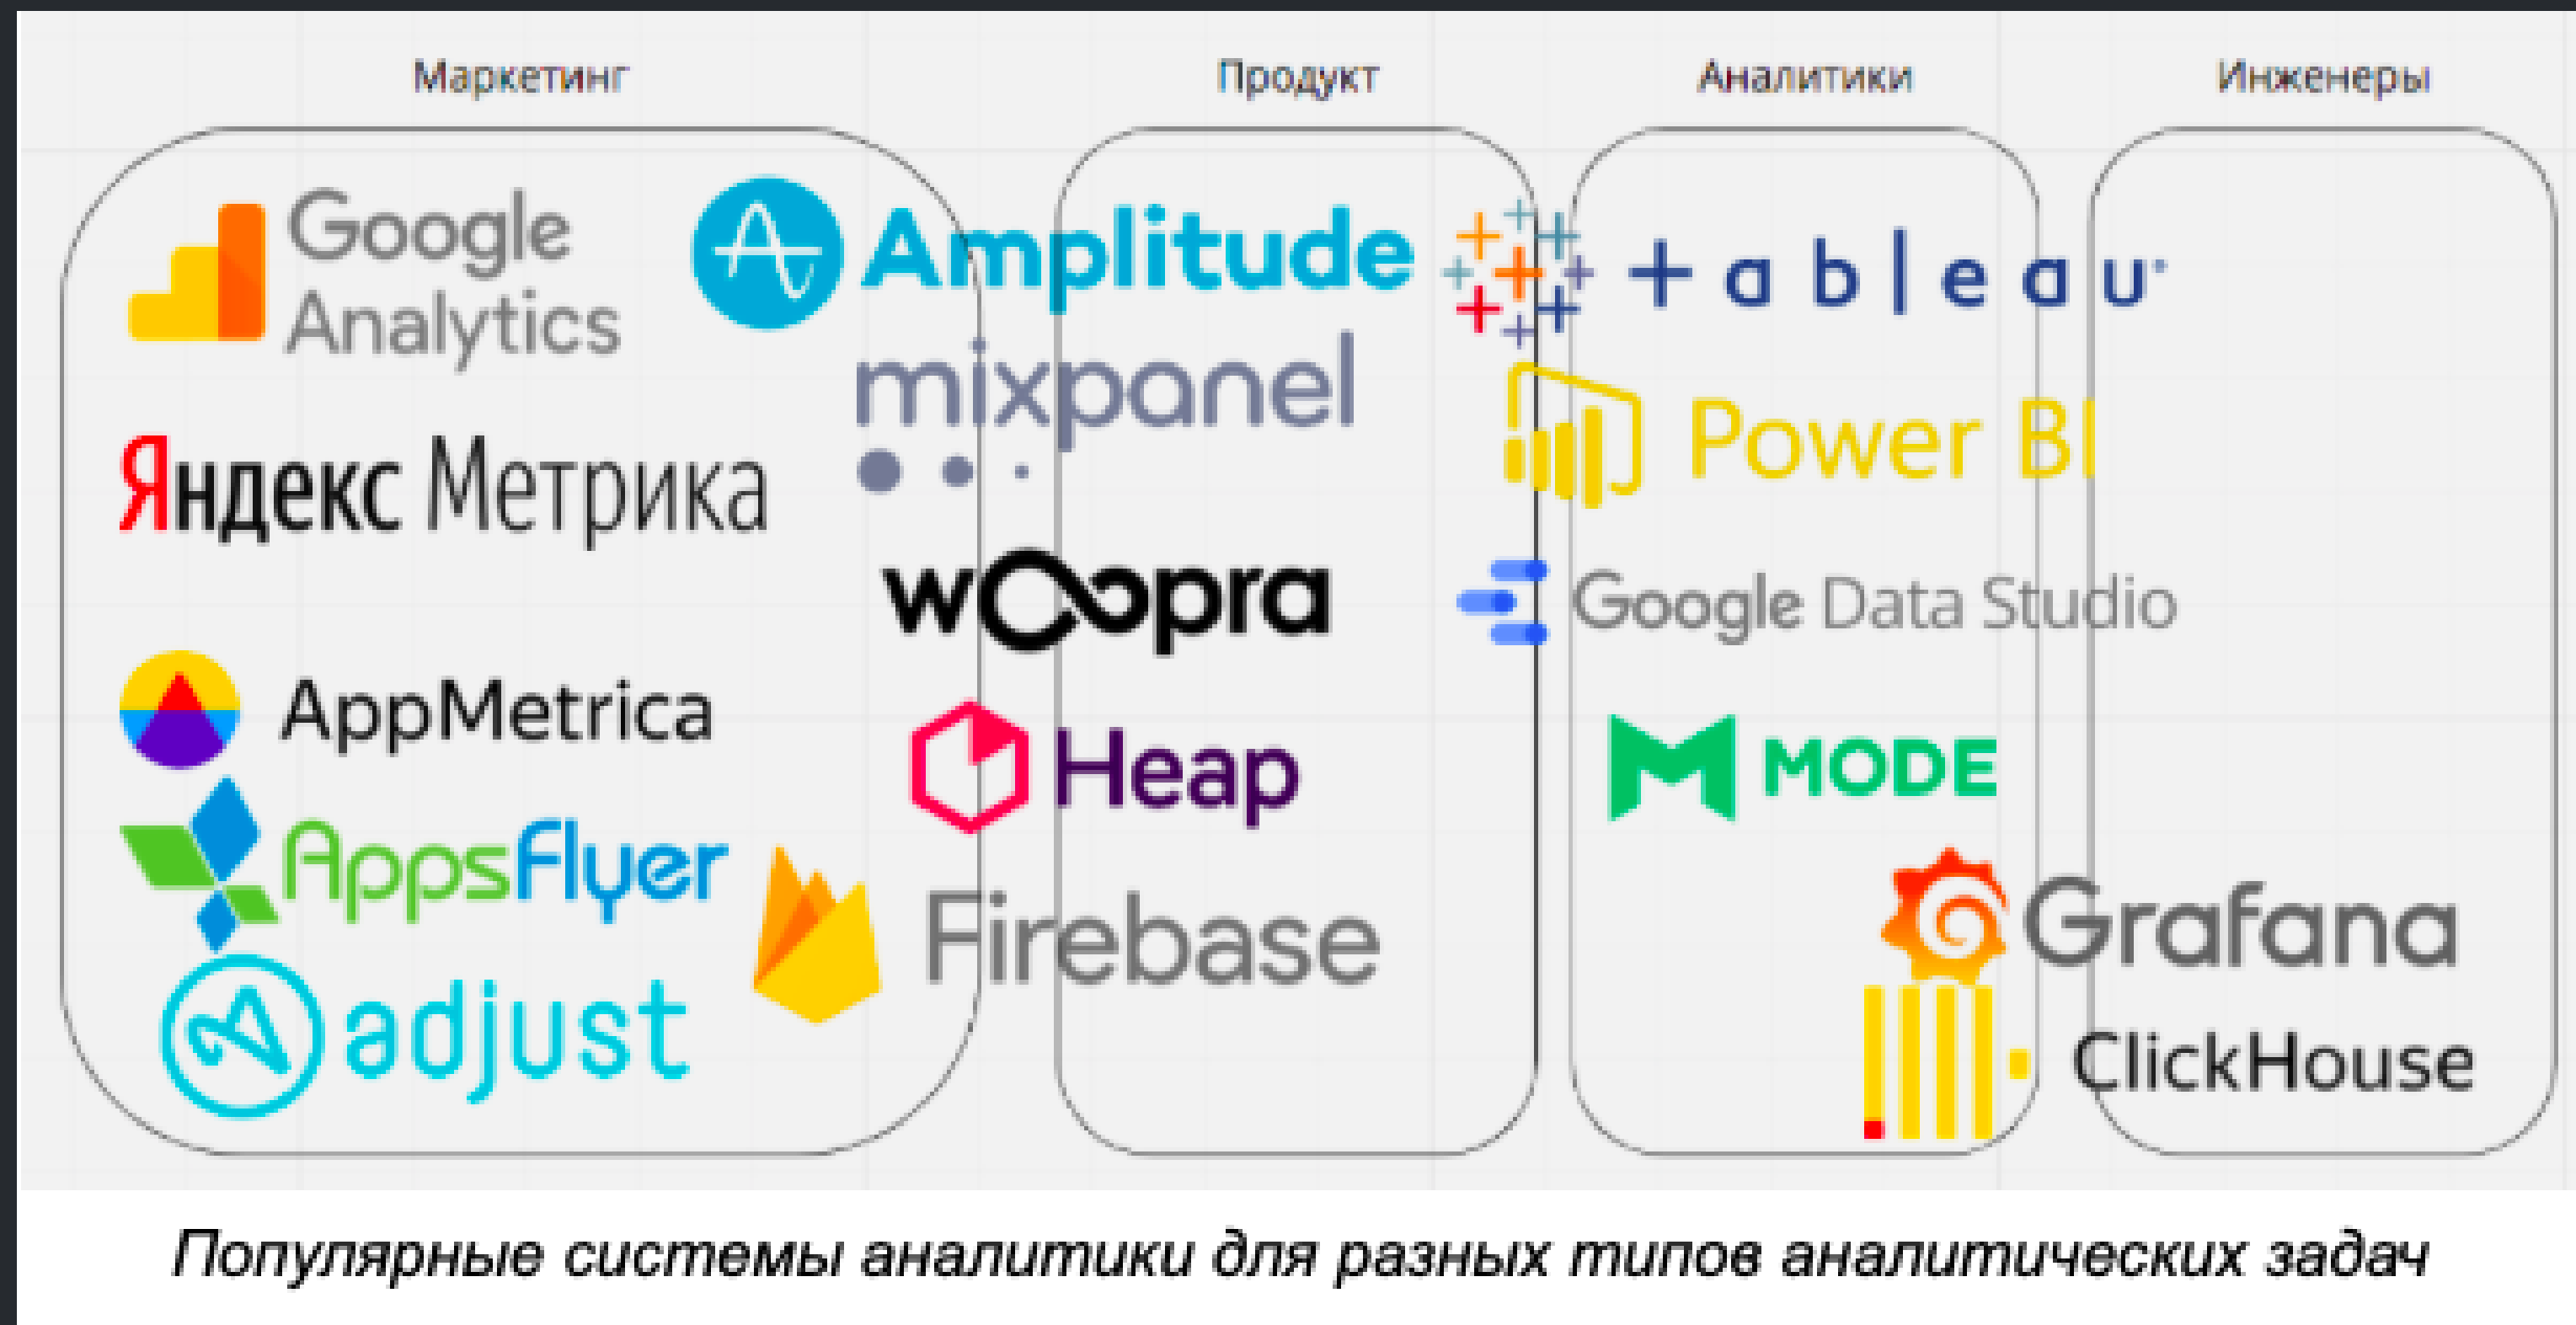 Маркетинг
Продукт
Аналитики
Инженеры
Google
Analytics
Яндекс Метрика
AppMetrica
AppsFlyer
adjust
Amplitude
mixpanel
woopra
Heap
Firebase
+ableau
Power BI
Google Data Studio
MODE
Grafana
ClickHouse
Популярные системы аналитики для разных типов аналитических задач